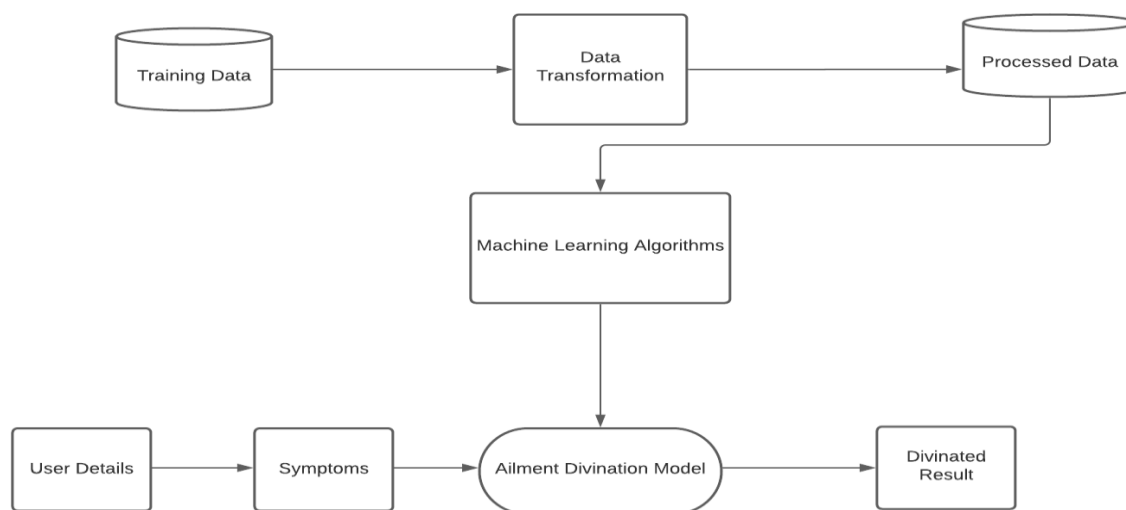 Training Data
Data
Transformation
Processed Data
Machine Learning Algorithms
User Details
Symptoms
Ailment Divination Model
Divinated
Result